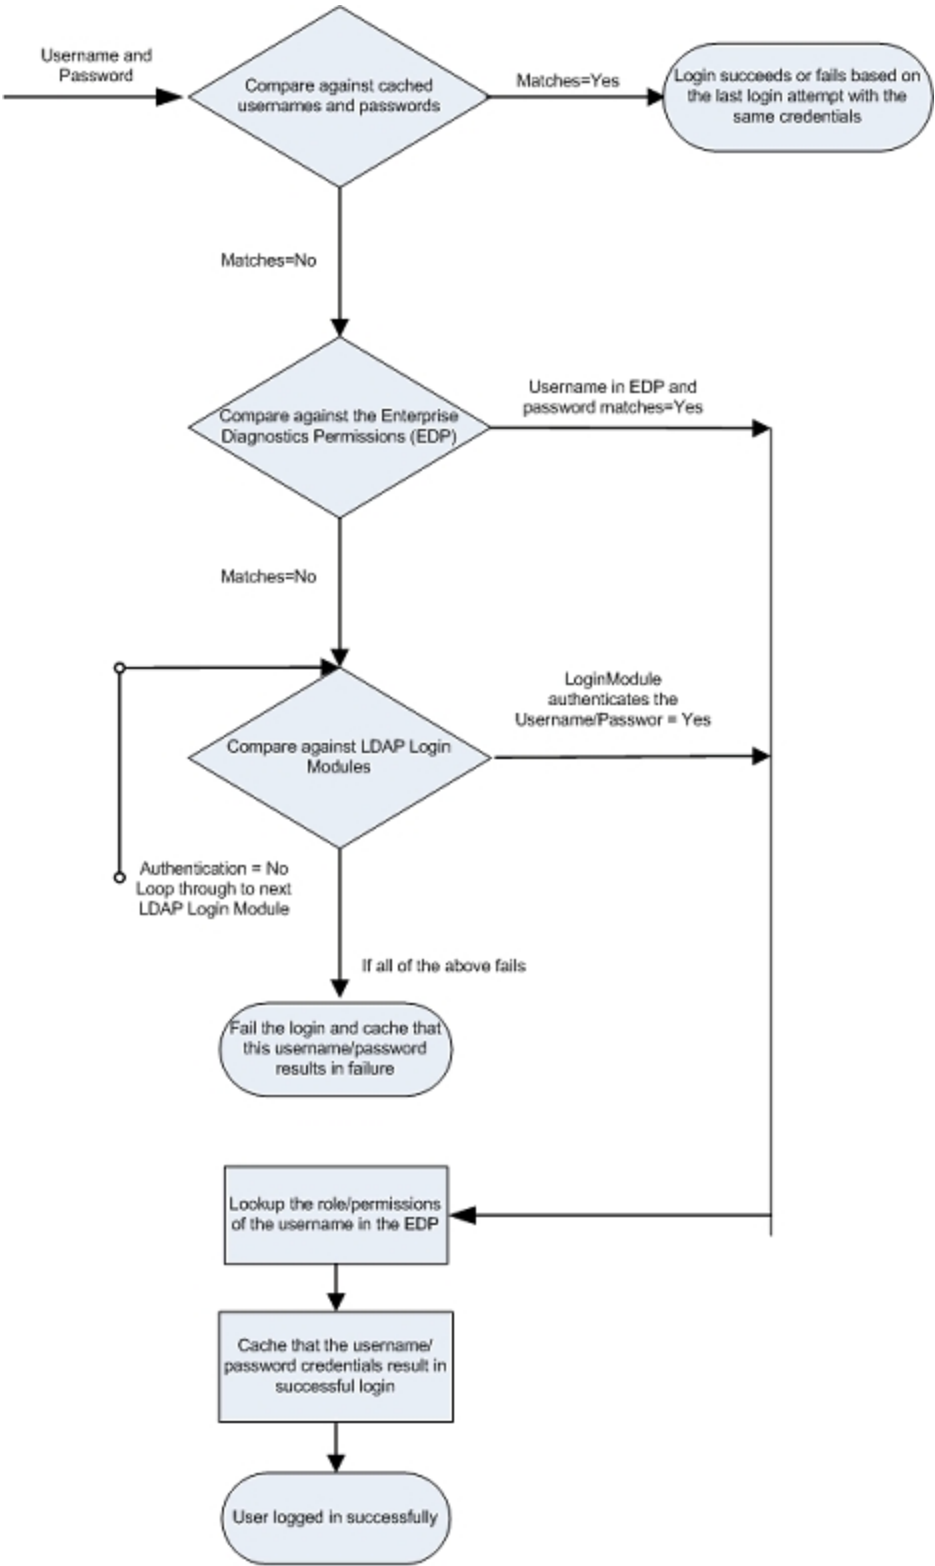 Username and
Password
Compare against cached
usernames and passwords
Matches=Yes
Login succeeds or fails based on
the last login attempt with the
same credentials
Matches=No
Compare against the Enterprise
Diagnostics Permissions (EDP)
Username in EDP and
password matches=Yes
Matches=No
LoginModule
authenticates the
Username/Passwor = Yes
Compare against LDAP Login
Modules
Authentication = No
Loop through to next
LDAP Login Module
If all of the above fails
Fail the login and cache that
this username/password
results in failure
Lookup the role/permissions
of the username in the EDP
Cache that the username/
password credentials result in
successful login
User logged in successfully